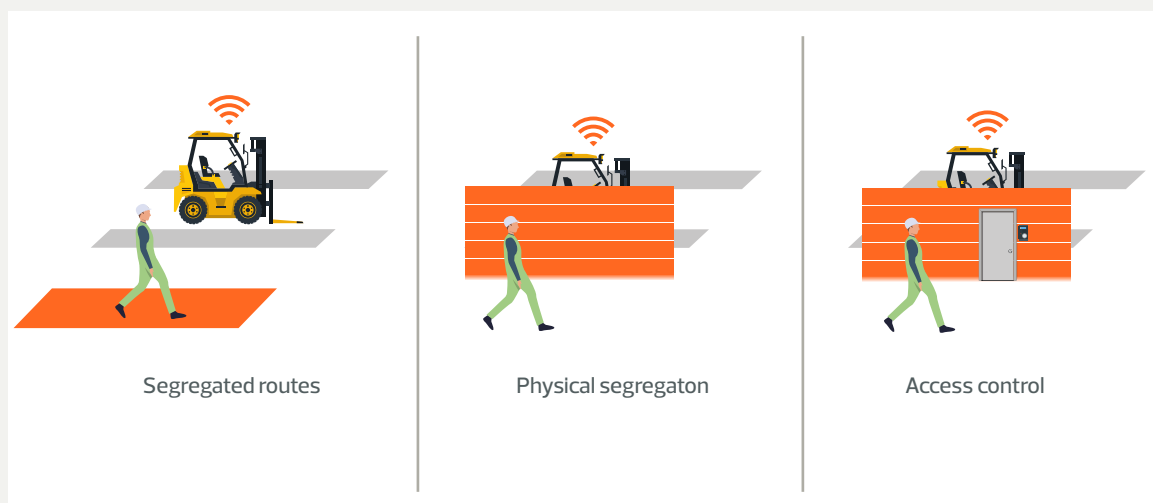 Segregated routes
Physical segregaton
Access control